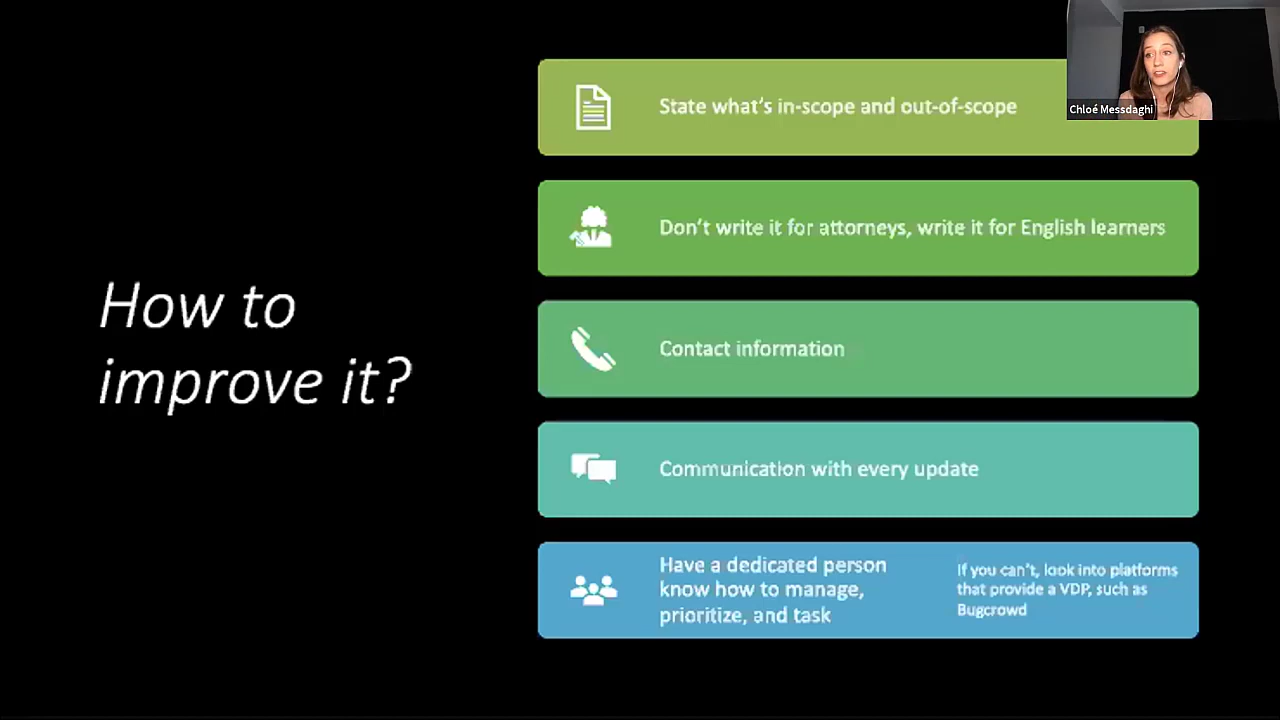 How to
improve it?
State what's in-scope and out-of-scope
Don't write it for attorneys, write it for English learners
Contact information
Communication with every update
Have a dedicated person
know how to manage,
prioritize, and task
If you can't, look into platforms
that provide a VDP, such as
Bugcrowd
Chloé Messdaghi